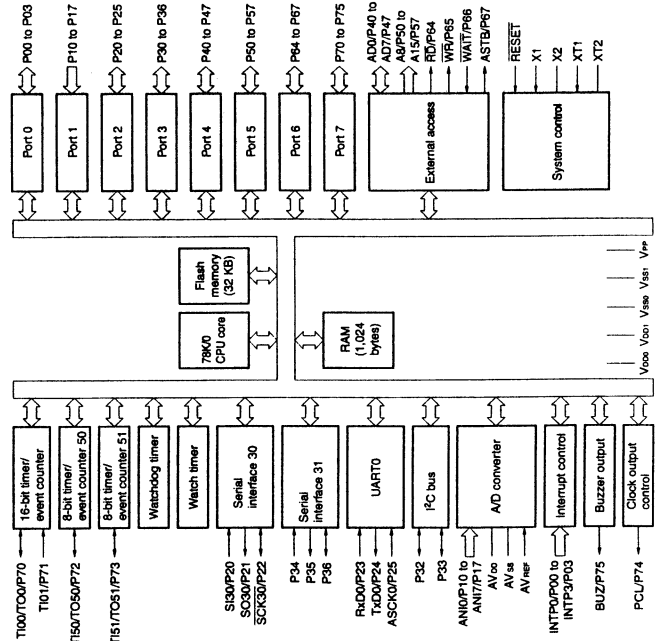 P00 to P03
P10 to P17
P20 to P25
P30 to P36
P40 to P47
P50 to P57
P64 to P67
P70 to P75
AD0/P40 to
AD7/P47
A8/P50 to
A15/P57
RD/P64
WR/P65
WAIT/P66
ASTB/P67
RESET
X1
X2
XT1
XT2
Port 0
Port 1
Port 2
Port 3
Port 4
Port 5
Port 6
Port 7
External access
System control
Flash
memory
(32 KB)
78K/0
CPU core
RAM
(1,024
bytes)
VDD0
VDD1
VSS0
VSS1
VPP
16-bit timer/
event counter
8-bit timer/
event counter 50
8-bit timer/
event counter 51
Watchdog timer
Watch timer
Serial
interface 30
Serial
interface 31
UART0
I²C bus
A/D converter
Interrupt control
Buzzer output
Clock output
control
TI00/TO0/P70
TI01/P71
TI50/TO50/P72
TI51/TO51/P73
SI30/P20
SO30/P21
SCK30/P22
P34
P35
P36
RxD0/P23
TxD0/P24
ASCK0/P25
P32
P33
ANI0/P10 to
ANI7/P17
AVDD
AVSS
AVREF
INTP0/P00 to
INTP3/P03
BUZ/P75
PCL/P74